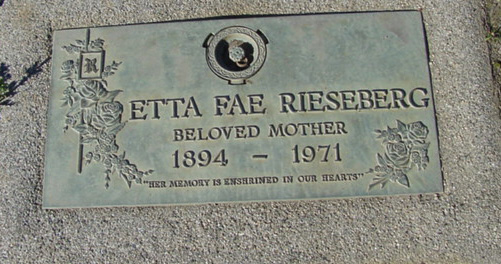 R
ETTA FAE RIESEBERG
BELOVED MOTHER
1894 – 1971
"HER MEMORY IS ENSHRINED IN OUR HEARTS"